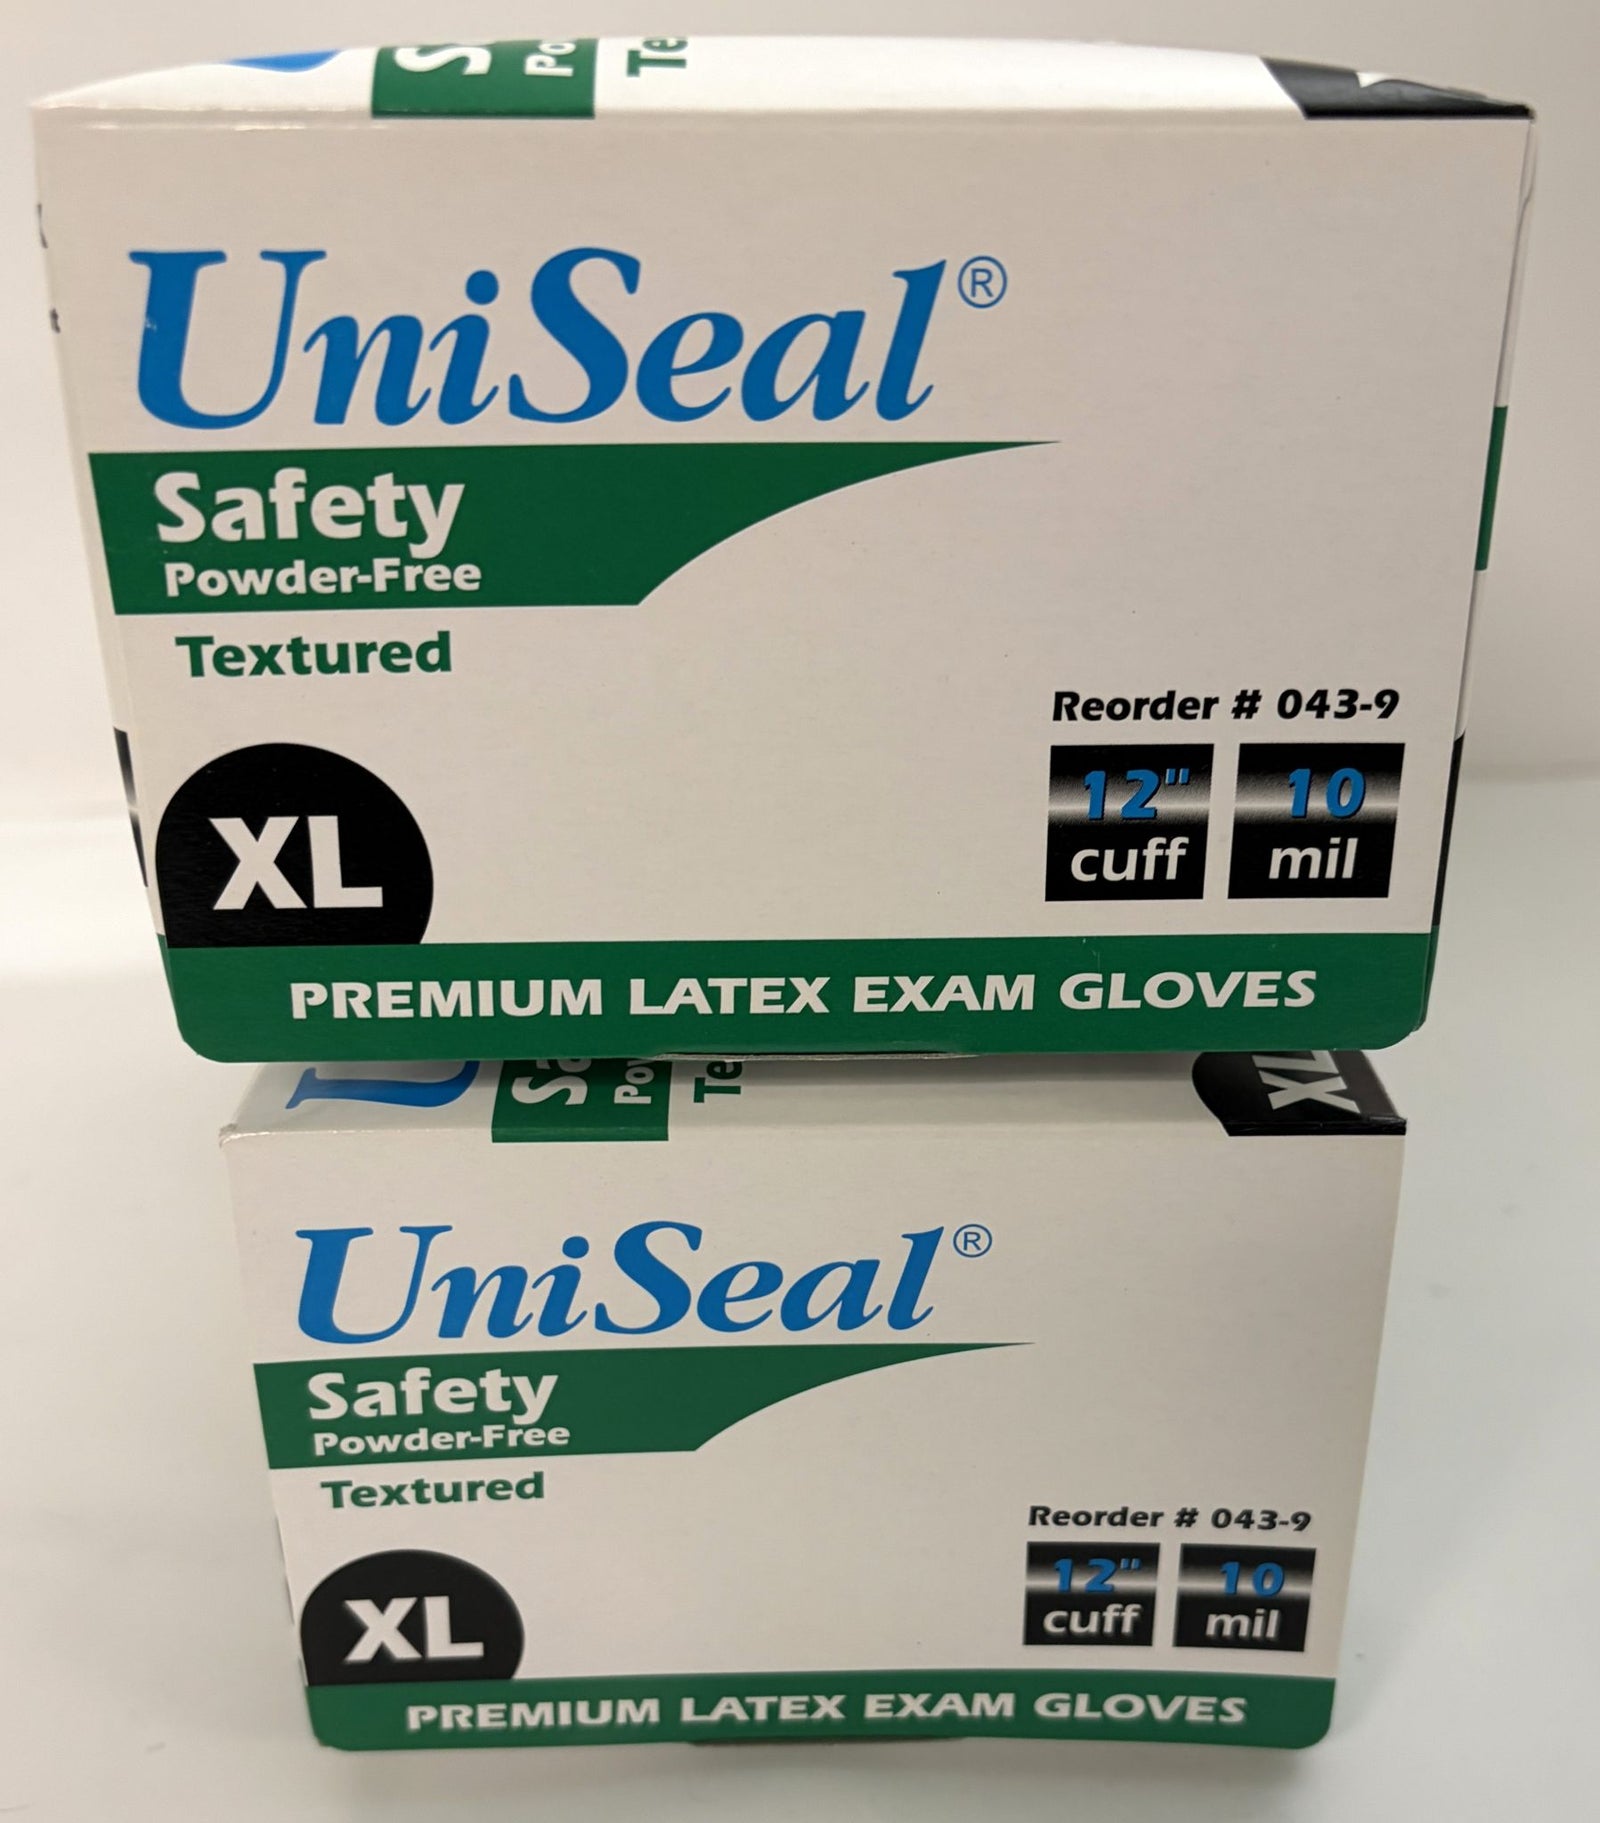 UniSeal®
Safety
Powder-Free
Textured
Reorder # 043-9
12" 10
cuff mil
XL
PREMIUM LATEX EXAM GLOVES
XL
UniSeal®
Safety
Powder-Free
Textured
Reorder # 043-9
12" 10
cuff mil
XL
PREMIUM LATEX EXAM GLOVES